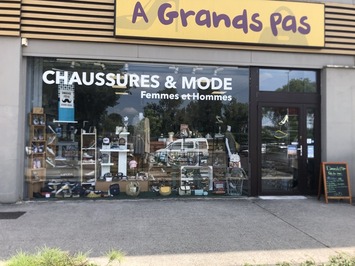 A Grands pas
CHAUSSURES & MODE
Femmes et Hommes